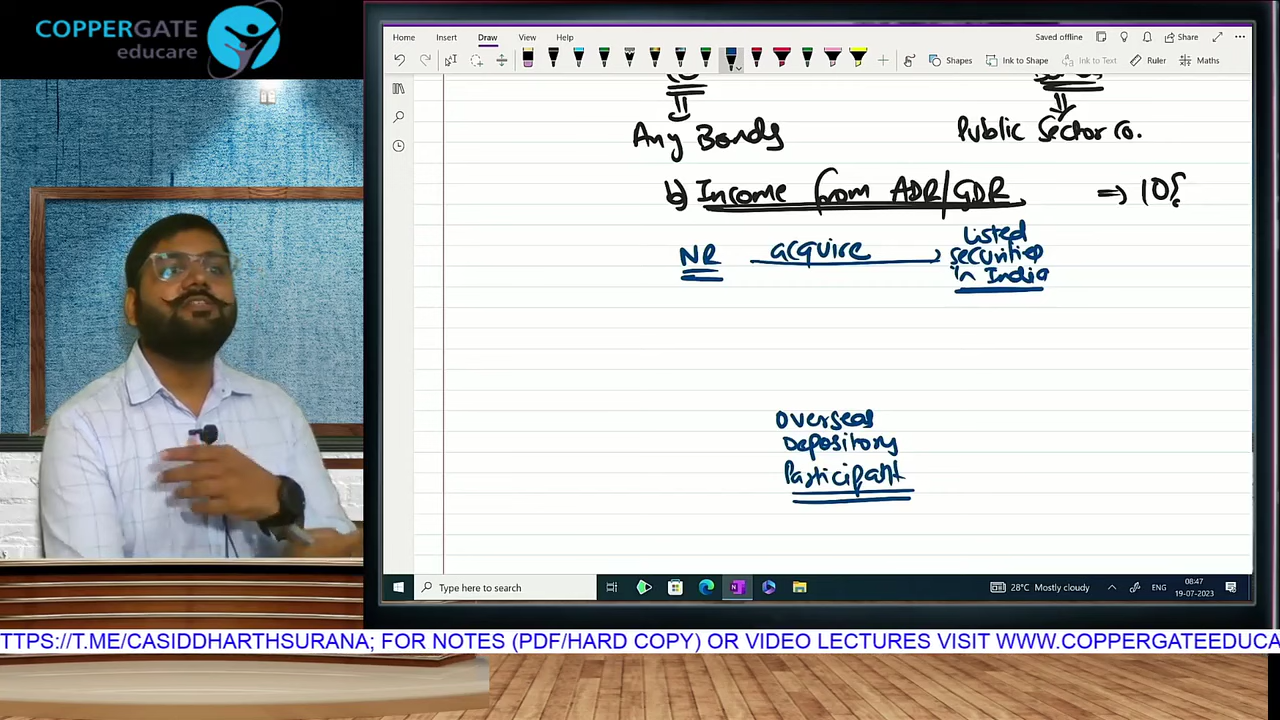 COPPERGATE
educare
Home Insert Draw View Help
Saved offline
Share
Shapes
Ink to Shape
Ink to Text
Ruler
Maths
Any Bonds
Public Sector Co.
b) Income from ADR/GDR ⇒ 10%
NR acquire → Listed
securities
in India
Overseas
Depository
Participant
Type here to search
28°C Mostly cloudy
ENG
08:47
19-07-2023
TTPS://T.ME/CASIDDHARTHSURANA; FOR NOTES (PDF/HARD COPY) OR VIDEO LECTURES VISIT WWW.COPPERGATEEDUCA